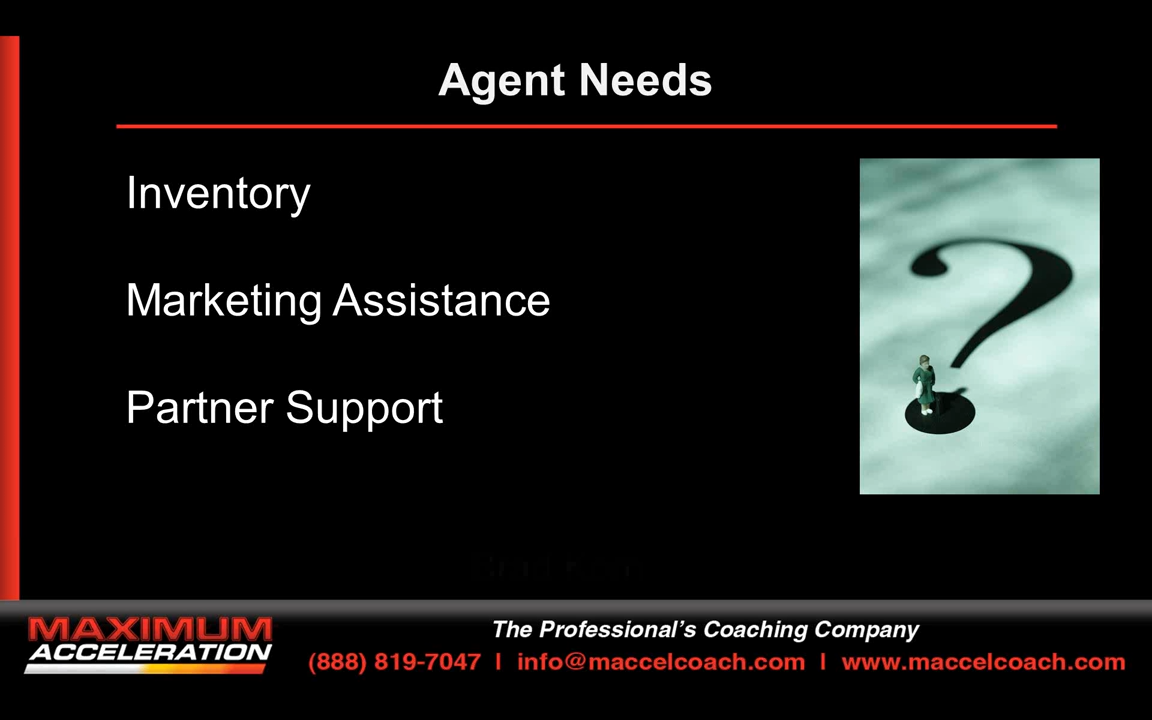 Agent Needs
Inventory
Marketing Assistance
Partner Support
MAXIMUM
ACCELERATION
The Professional's Coaching Company
(888) 819-7047 | info@maccelcoach.com | www.maccelcoach.com